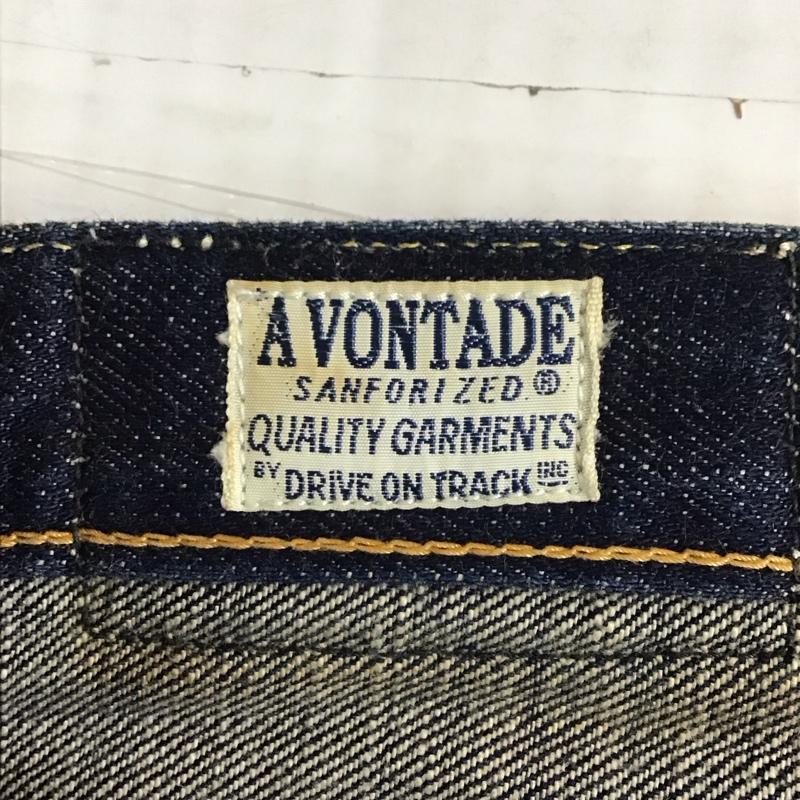 A VONTADE
SANFORIZED ®
QUALITY GARMENTS
BY DRIVE ON TRACK INC